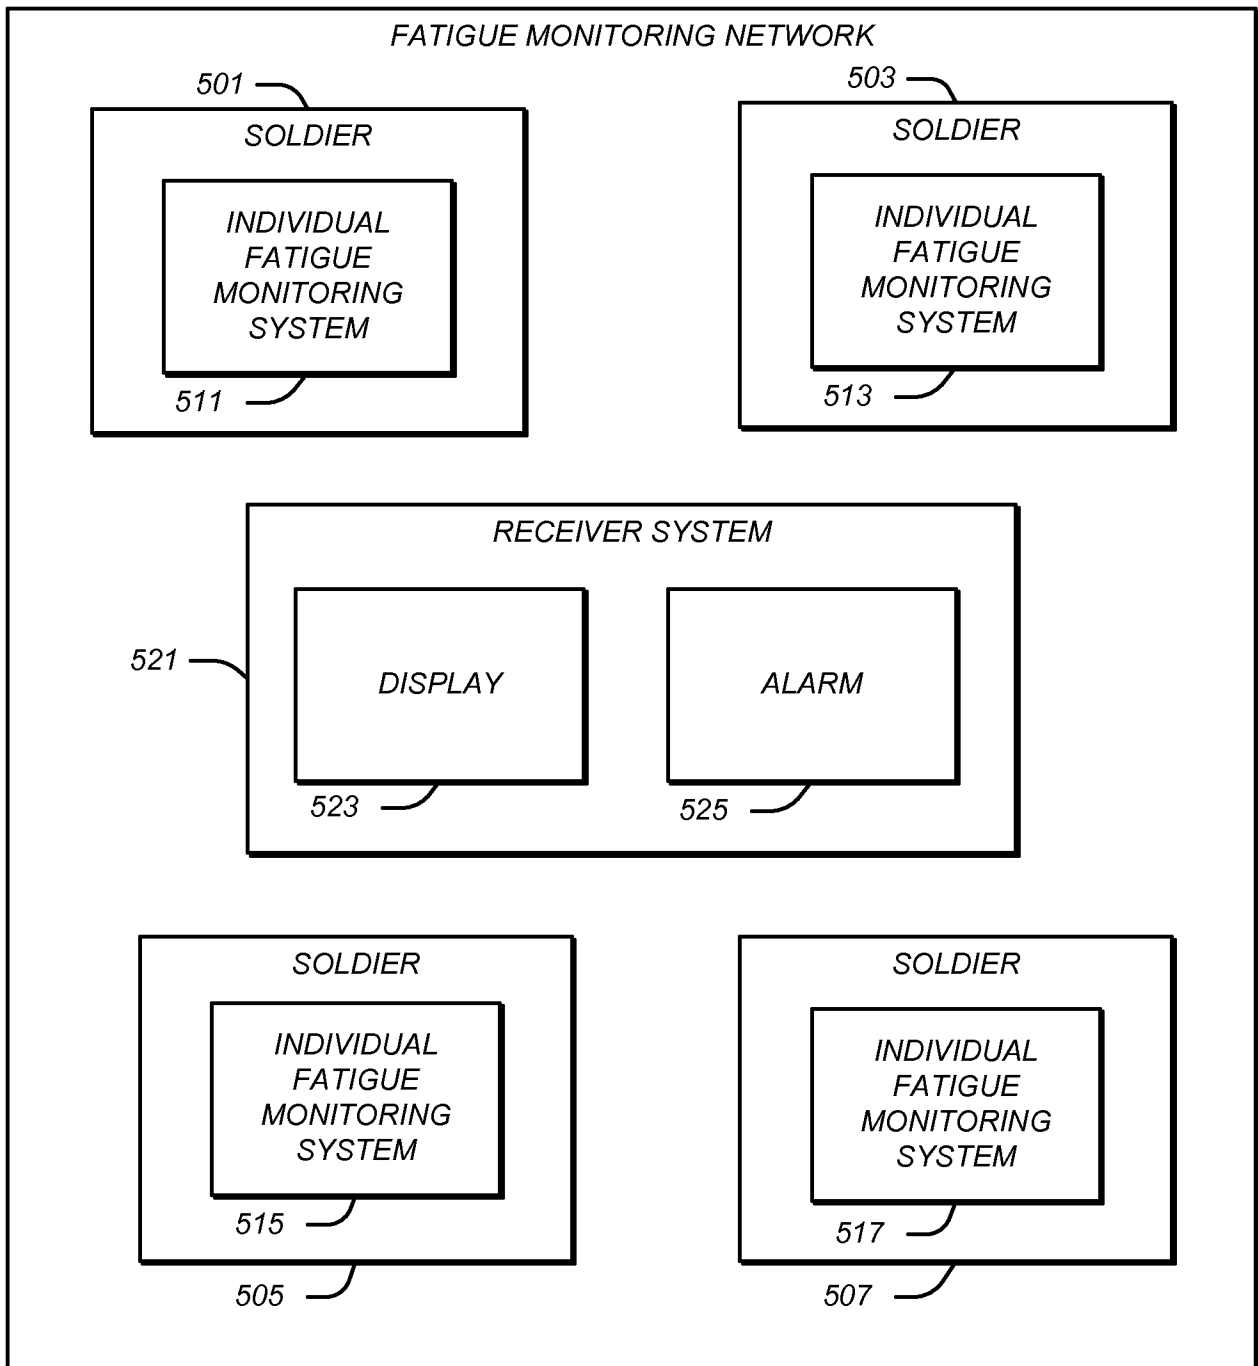 FATIGUE MONITORING NETWORK
501
503
SOLDIER
SOLDIER
INDIVIDUAL
FATIGUE
MONITORING
SYSTEM
511
INDIVIDUAL
FATIGUE
MONITORING
SYSTEM
513
RECEIVER SYSTEM
521
DISPLAY
ALARM
523
525
SOLDIER
SOLDIER
INDIVIDUAL
FATIGUE
MONITORING
SYSTEM
515
505
INDIVIDUAL
FATIGUE
MONITORING
SYSTEM
517
507